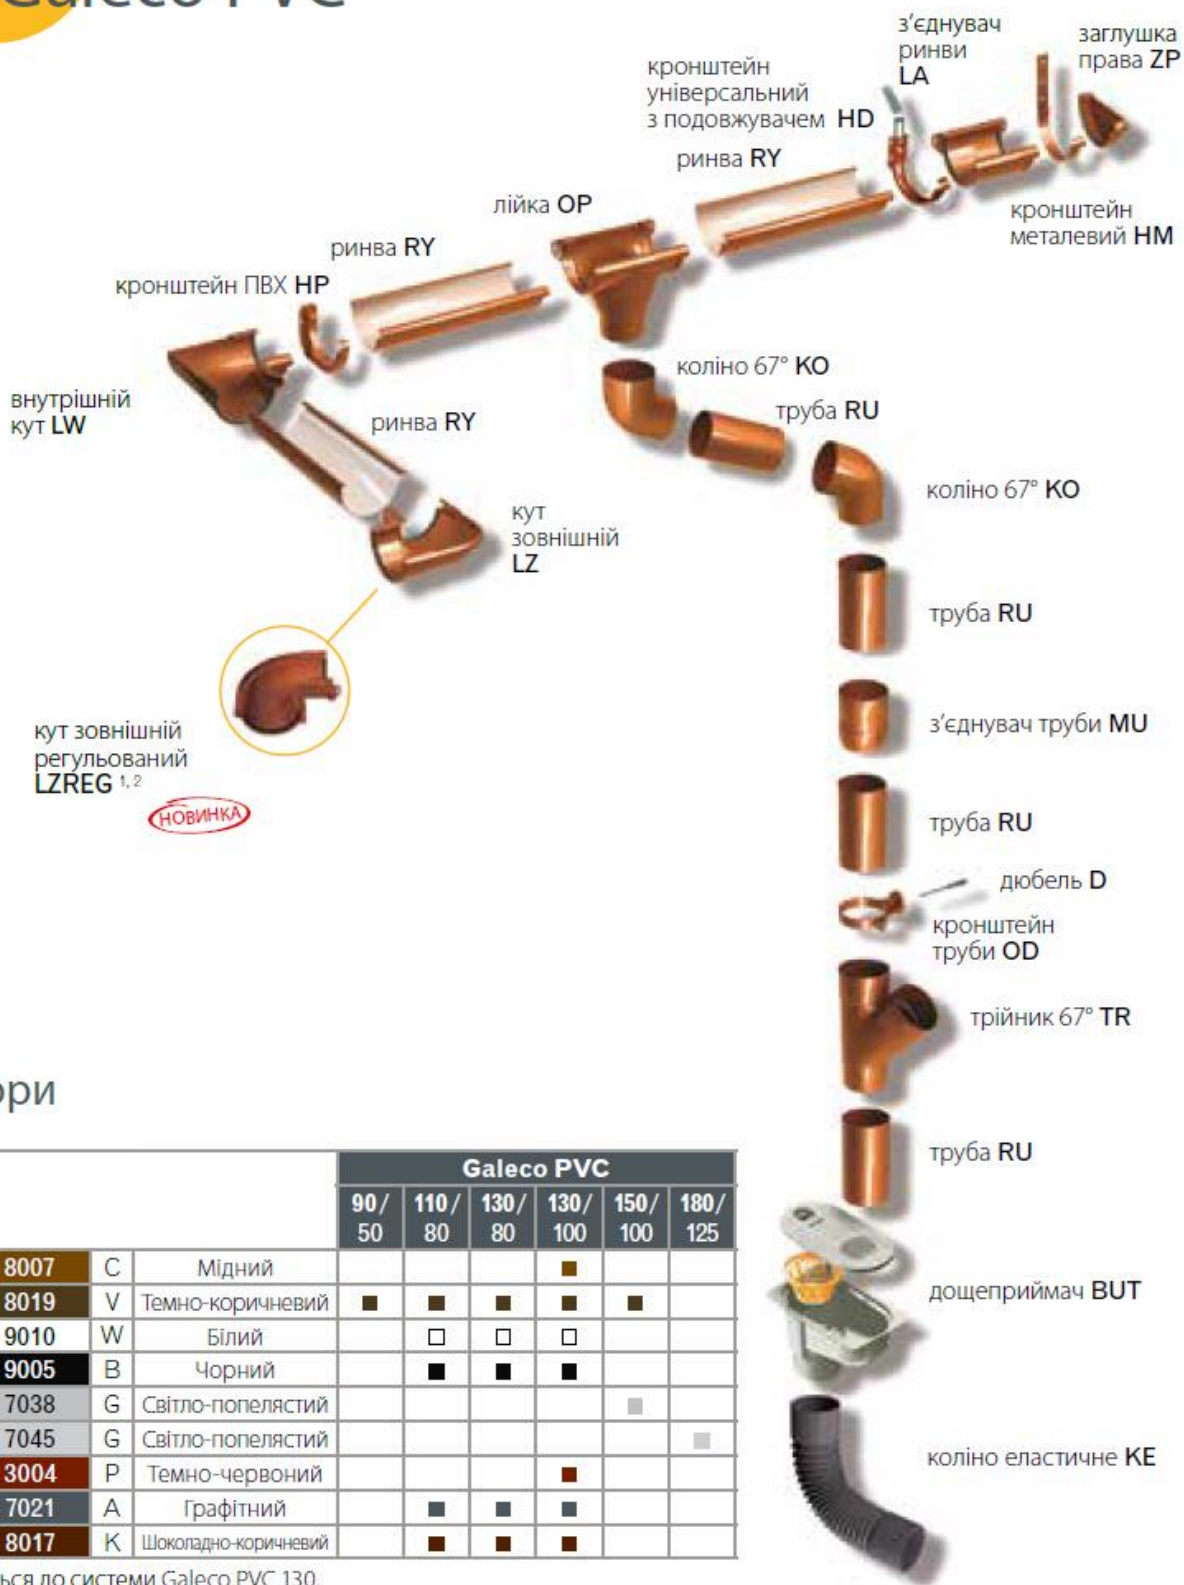 Galeco PVC
з'єднувач
ринви
LA
заглушка
права ZP
кронштейн
універсальний
з подовжувачем HD
ринва RY
кронштейн
металевий HM
лійка OP
ринва RY
кронштейн ПВХ HP
внутрішній
кут LW
ринва RY
кут
зовнішній
LZ
кут зовнішній
регульований
LZREG 1, 2
НОВИНКА
коліно 67° KO
труба RU
коліно 67° KO
труба RU
з'єднувач труби MU
труба RU
дюбель D
кронштейн
труби OD
трійник 67° TR
труба RU
дощеприймач BUT
коліно еластичне KE
ори
Galeco PVC
90/50 110/80 130/80 130/100 150/100 180/125
8007 C Мідний ■
8019 V Темно-коричневий ■ ■ ■ ■ ■
9010 W Білий □ □ □
9005 B Чорний ■ ■ ■
7038 G Світло-попелястий ■
7045 G Світло-попелястий ■
3004 P Темно-червоний ■
7021 A Графітний ■ ■ ■
8017 K Шоколадно-коричневий ■ ■ ■
ься до системи Galeco PVC 130.